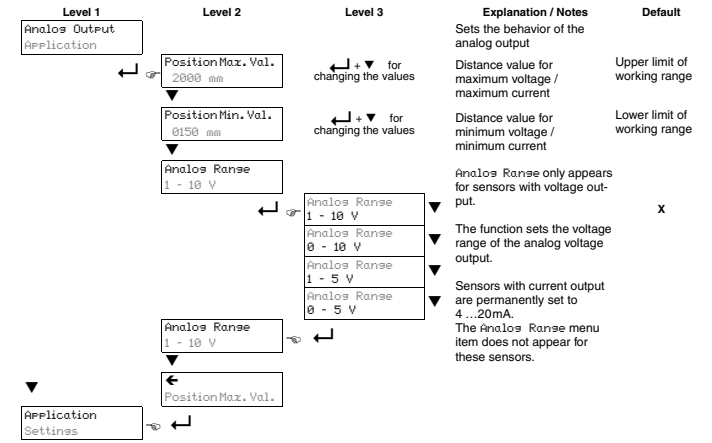 Level 1 Level 2 Level 3 Explanation / Notes Default
Analog Output
Application
Sets the behavior of the
analog output
Position Max. Val.
2000 mm
+ ▼ for
changing the values
Distance value for
maximum voltage /
maximum current
Upper limit of
working range
▼
Position Min. Val.
0150 mm
+ ▼ for
changing the values
Distance value for
minimum voltage /
minimum current
Lower limit of
working range
▼
Analog Range
1 - 10 V
Analog Range only appears
for sensors with voltage out-
put.
Analog Range
1 - 10 V
▼
X
Analog Range
0 - 10 V
▼
The function sets the voltage
range of the analog voltage
output.
Analog Range
1 - 5 V
▼
Analog Range
0 - 5 V
▼
Sensors with current output
are permanently set to
4 ...20mA.
The Analog Range menu
item does not appear for
these sensors.
Analog Range
1 - 10 V
▼
←
Position Max. Val.
▼
Application
Settings